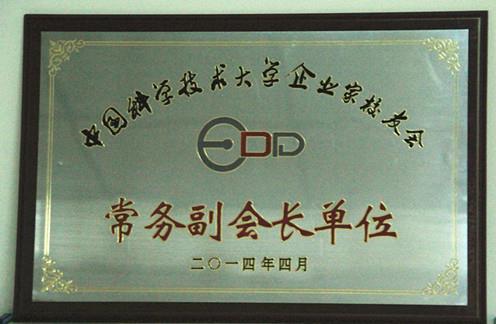 中国科学技术大学企业家校友会
常务副会长单位
二〇一四年四月